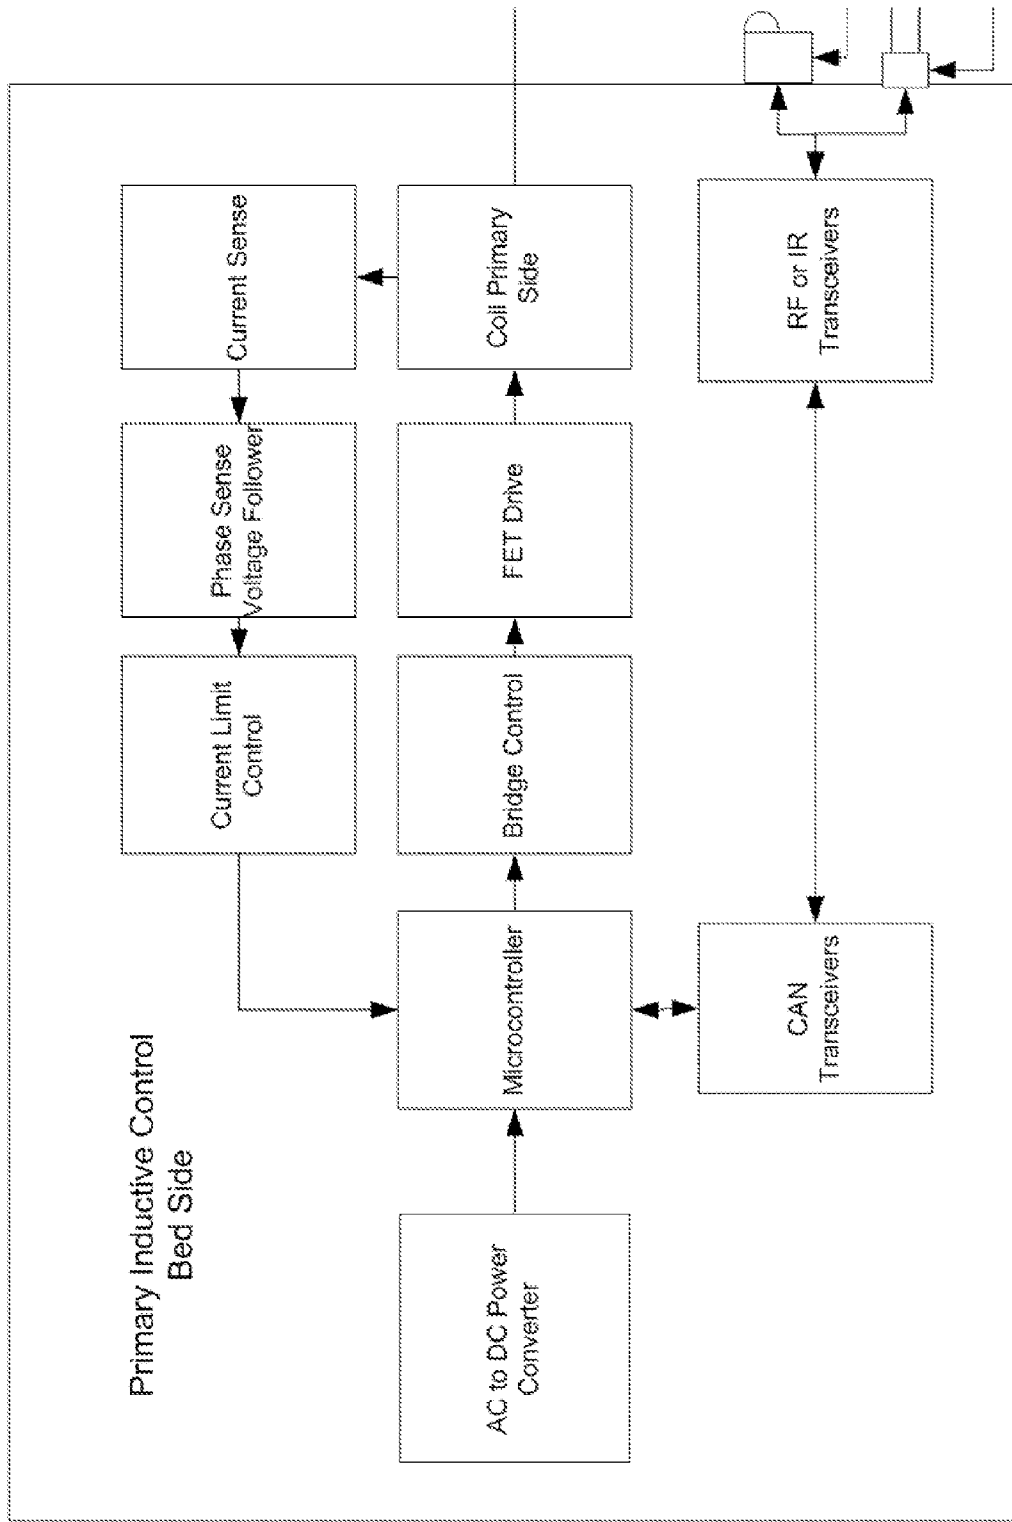 Primary Inductive Control
Bed Side
Current Limit
Control
Phase Sense
Voltage Follower
Current Sense
AC to DC Power
Converter
Microcontroller
Bridge Control
FET Drive
Coil Primary
Side
CAN
Transceivers
RF or IR
Transceivers